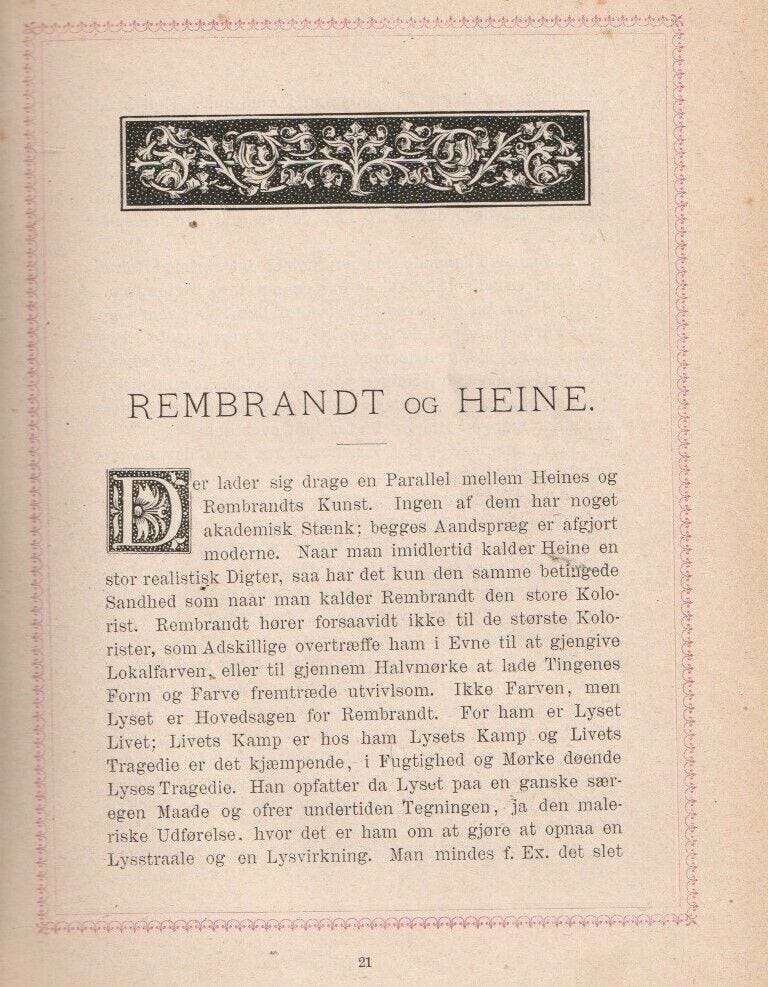 REMBRANDT OG HEINE.
Der lader sig drage en Parallel mellem Heines og
Rembrandts Kunst. Ingen af dem har noget
akademisk Stænk; begges Aandspræg er afgjort
moderne. Naar man imidlertid kalder Heine en
stor realistisk Digter, saa har det kun den samme betingede
Sandhed som naar man kalder Rembrandt den store Kolo-
rist. Rembrandt hører forsaavidt ikke til de største Kolo-
rister, som Adskillige overtræffe ham i Evne til at gjengive
Lokalfarven, eller til gjennem Halvmørke at lade Tingenes
Form og Farve fremtræde utvivlsom. Ikke Farven, men
Lyset er Hovedsagen for Rembrandt. For ham er Lyset
Livet; Livets Kamp er hos ham Lysets Kamp og Livets
Tragedie er det kjæmpende, i Fugtighed og Mørke døende
Lyses Tragedie. Han opfatter da Lyset paa en ganske sær-
egen Maade og ofrer undertiden Tegningen, ja den male-
riske Udførelse. hvor det er ham om at gjøre at opnaa en
Lysstraale og en Lysvirkning. Man mindes f. Ex. det slet
21